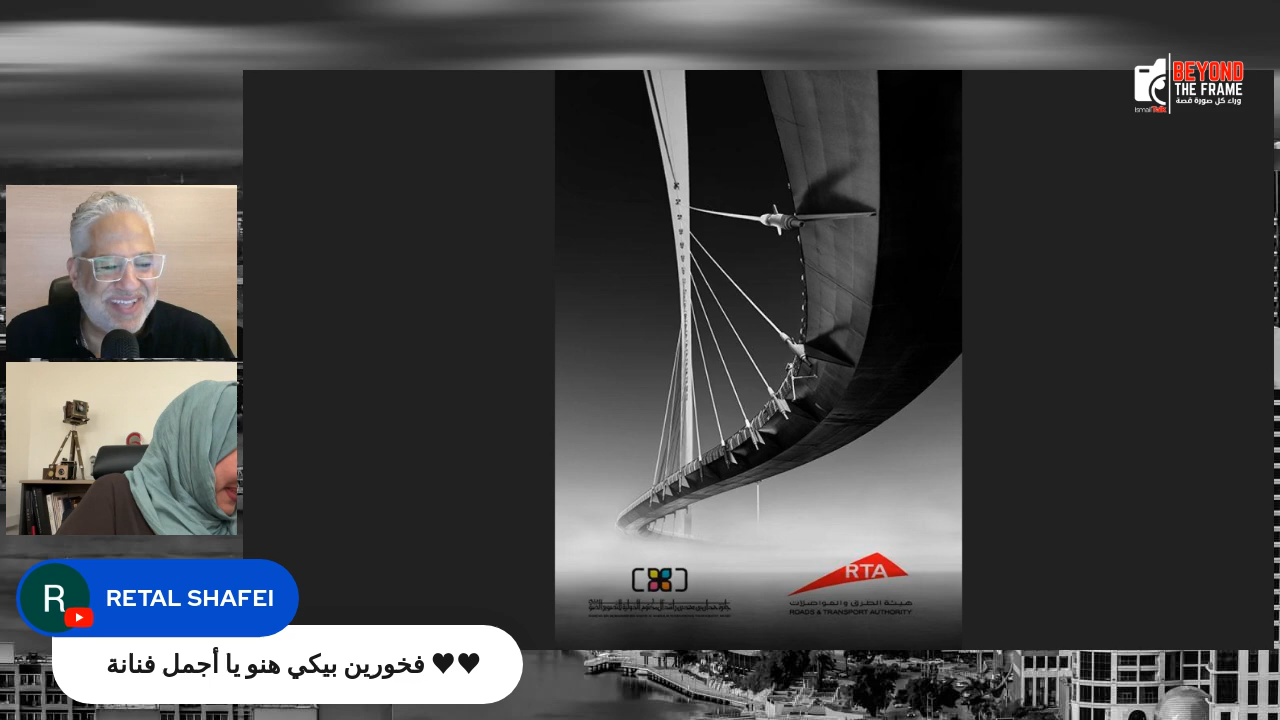 BEYOND
THE FRAME
وراء كل صورة قصة
RTA
هيئة الطرق والمواصلات
ROADS & TRANSPORT AUTHORITY
R
RETAL SHAFEI
فخورين بيكي هنو يا أجمل فنانة ♥♥